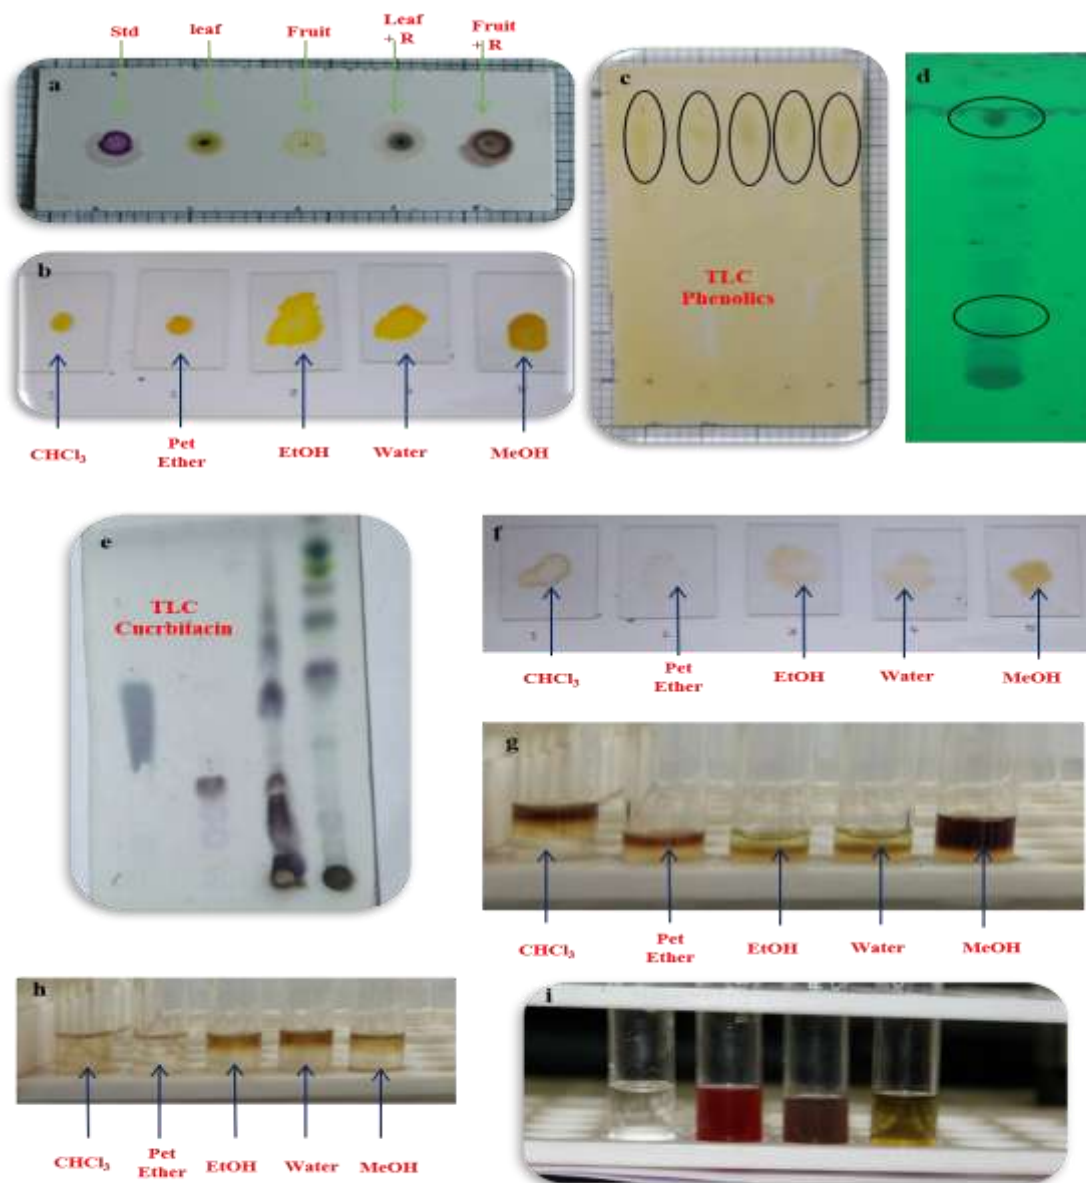 Std leaf Fruit Leaf + R Fruit + R
a
b
CHCl₃ Pet Ether EtOH Water MeOH
c
TLC
Phenolics
d
e
TLC
Cucrbifacin
f
CHCl₃ Pet Ether EtOH Water MeOH
g
CHCl₃ Pet Ether EtOH Water MeOH
h
CHCl₃ Pet Ether EtOH Water MeOH
i